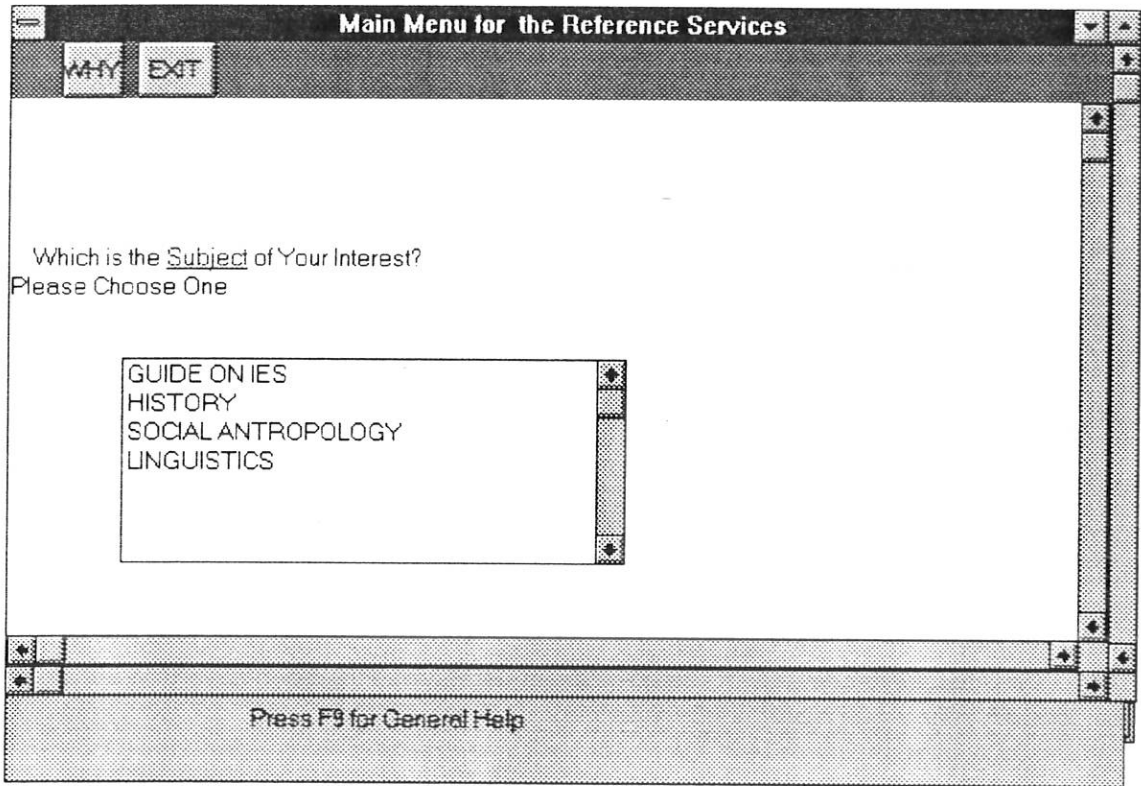 Main Menu for the Reference Services
WHY EXIT
Which is the Subject of Your Interest?
Please Choose One
GUIDE ON IES
HISTORY
SOCIAL ANTROPOLOGY
LINGUISTICS
Press F9 for General Help